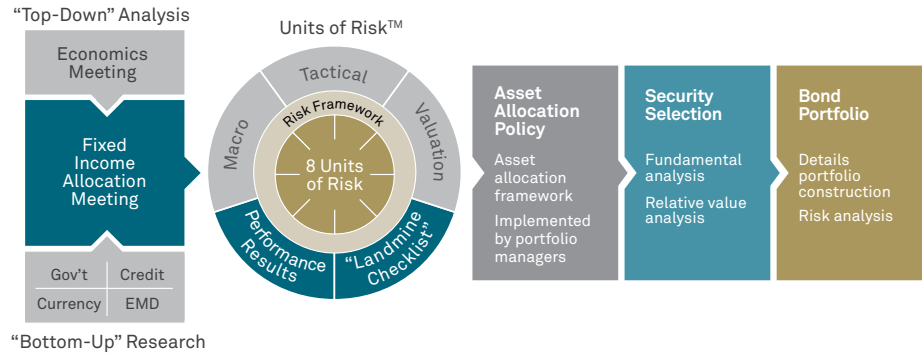 “Top-Down” Analysis
Economics
Meeting
Fixed
Income
Allocation
Meeting
Gov’t
Credit
Currency
EMD
“Bottom-Up” Research
Units of Risk™
Macro
Tactical
Valuation
Risk Framework
8 Units
of Risk
Performance
Results
“Landmine
Checklist”
Asset
Allocation
Policy
Asset
allocation
framework
Implemented
by portfolio
managers
Security
Selection
Fundamental
analysis
Relative value
analysis
Bond
Portfolio
Details
portfolio
construction
Risk analysis